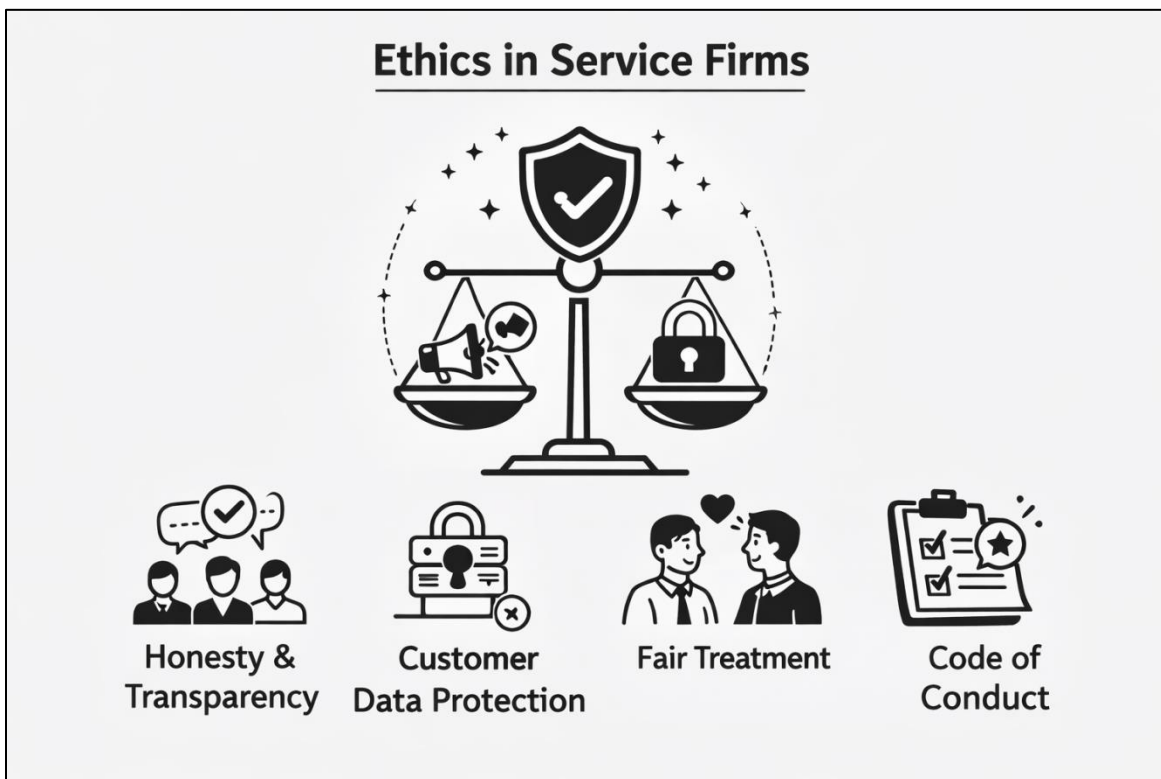 Ethics in Service Firms
Honesty &
Transparency
Customer
Data Protection
Fair Treatment
Code of
Conduct